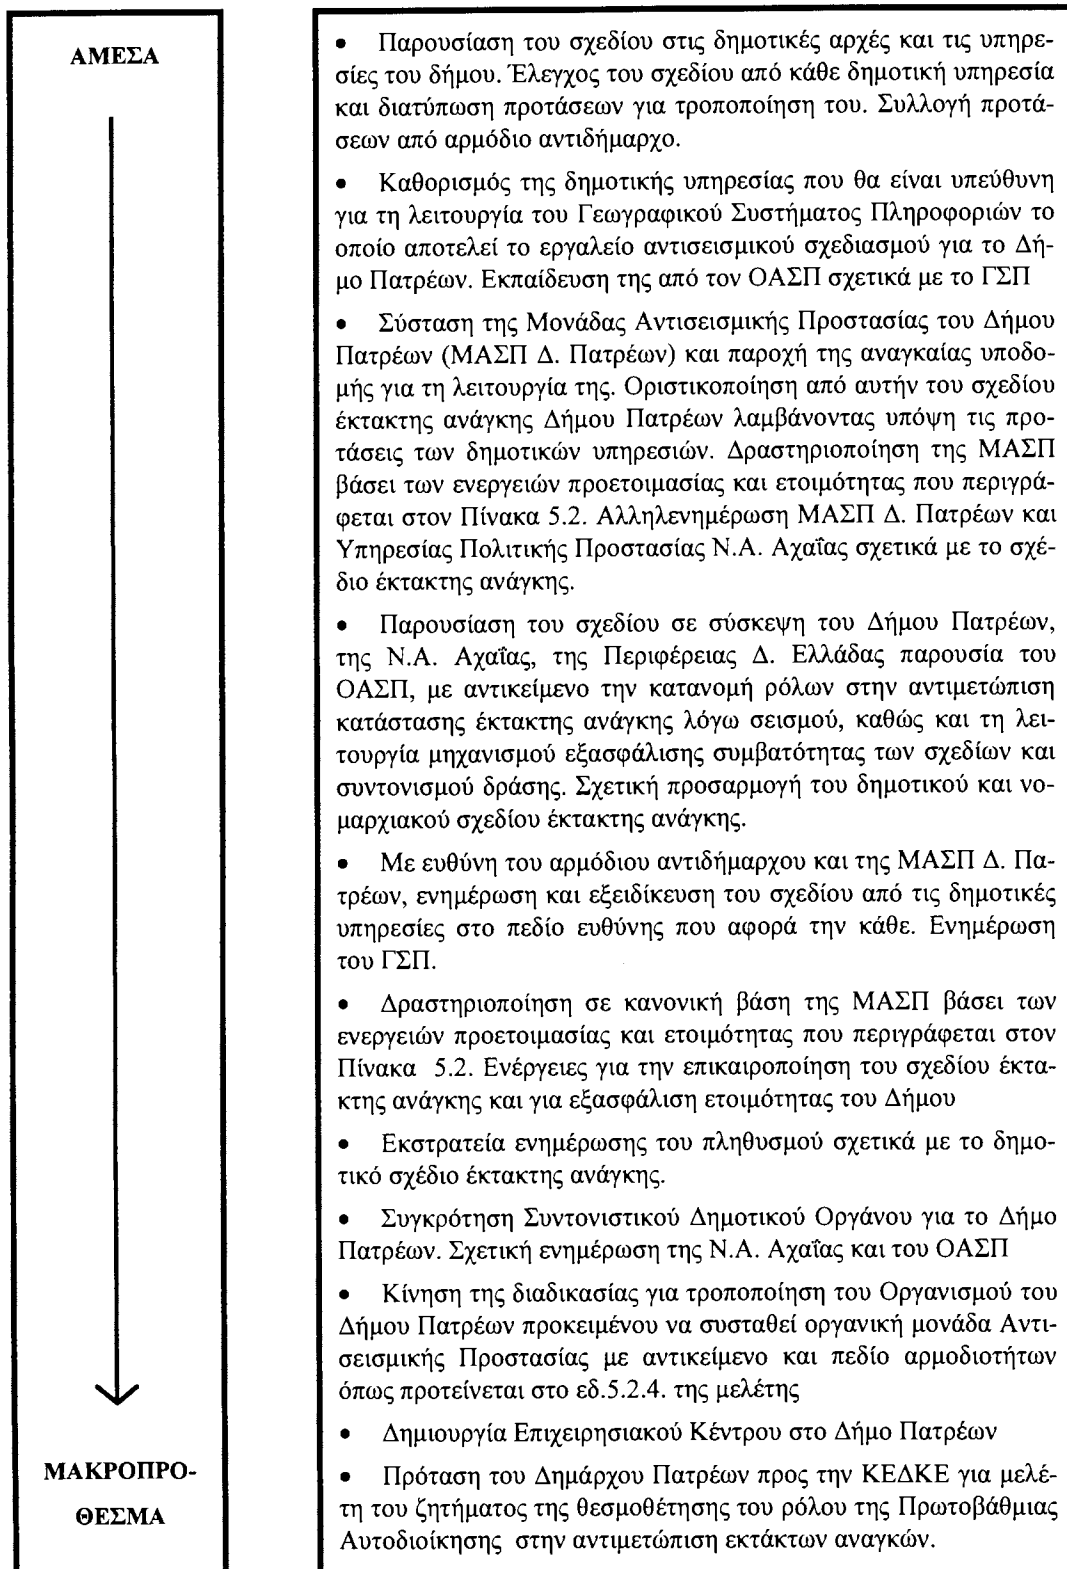 ΑΜΕΣΑ
• Παρουσίαση του σχεδίου στις δημοτικές αρχές και τις υπηρε-
σίες του δήμου. Έλεγχος του σχεδίου από κάθε δημοτική υπηρεσία
και διατύπωση προτάσεων για τροποποίηση του. Συλλογή προτά-
σεων από αρμόδιο αντιδήμαρχο.
• Καθορισμός της δημοτικής υπηρεσίας που θα είναι υπεύθυνη
για τη λειτουργία του Γεωγραφικού Συστήματος Πληροφοριών το
οποίο αποτελεί το εργαλείο αντισεισμικού σχεδιασμού για το Δή-
μο Πατρέων. Εκπαίδευση της από τον ΟΑΣΠ σχετικά με το ΓΣΠ
• Σύσταση της Μονάδας Αντισεισμικής Προστασίας του Δήμου
Πατρέων (ΜΑΣΠ Δ. Πατρέων) και παροχή της αναγκαίας υποδο-
μής για τη λειτουργία της. Οριστικοποίηση από αυτήν του σχεδίου
έκτακτης ανάγκης Δήμου Πατρέων λαμβάνοντας υπόψη τις προ-
τάσεις των δημοτικών υπηρεσιών. Δραστηριοποίηση της ΜΑΣΠ
βάσει των ενεργειών προετοιμασίας και ετοιμότητας που περιγρά-
φεται στον Πίνακα 5.2. Αλληλενημέρωση ΜΑΣΠ Δ. Πατρέων και
Υπηρεσίας Πολιτικής Προστασίας Ν.Α. Αχαΐας σχετικά με το σχέ-
διο έκτακτης ανάγκης.
• Παρουσίαση του σχεδίου σε σύσκεψη του Δήμου Πατρέων,
της Ν.Α. Αχαΐας, της Περιφέρειας Δ. Ελλάδας παρουσία του
ΟΑΣΠ, με αντικείμενο την κατανομή ρόλων στην αντιμετώπιση
κατάστασης έκτακτης ανάγκης λόγω σεισμού, καθώς και τη λει-
τουργία μηχανισμού εξασφάλισης συμβατότητας των σχεδίων και
συντονισμού δράσης. Σχετική προσαρμογή του δημοτικού και νο-
μαρχιακού σχεδίου έκτακτης ανάγκης.
• Με ευθύνη του αρμόδιου αντιδήμαρχου και της ΜΑΣΠ Δ. Πα-
τρέων, ενημέρωση και εξειδίκευση του σχεδίου από τις δημοτικές
υπηρεσίες στο πεδίο ευθύνης που αφορά την κάθε. Ενημέρωση
του ΓΣΠ.
• Δραστηριοποίηση σε κανονική βάση της ΜΑΣΠ βάσει των
ενεργειών προετοιμασίας και ετοιμότητας που περιγράφεται στον
Πίνακα 5.2. Ενέργειες για την επικαιροποίηση του σχεδίου έκτα-
κτης ανάγκης και για εξασφάλιση ετοιμότητας του Δήμου
• Εκστρατεία ενημέρωσης του πληθυσμού σχετικά με το δημο-
τικό σχέδιο έκτακτης ανάγκης.
• Συγκρότηση Συντονιστικού Δημοτικού Οργάνου για το Δήμο
Πατρέων. Σχετική ενημέρωση της Ν.Α. Αχαΐας και του ΟΑΣΠ
• Κίνηση της διαδικασίας για τροποποίηση του Οργανισμού του
Δήμου Πατρέων προκειμένου να συσταθεί οργανική μονάδα Αντι-
σεισμικής Προστασίας με αντικείμενο και πεδίο αρμοδιοτήτων
όπως προτείνεται στο εδ.5.2.4. της μελέτης
• Δημιουργία Επιχειρησιακού Κέντρου στο Δήμο Πατρέων
ΜΑΚΡΟΠΡΟ-
ΘΕΣΜΑ
• Πρόταση του Δημάρχου Πατρέων προς την ΚΕΔΚΕ για μελέ-
τη του ζητήματος της θεσμοθέτησης του ρόλου της Πρωτοβάθμιας
Αυτοδιοίκησης στην αντιμετώπιση εκτάκτων αναγκών.